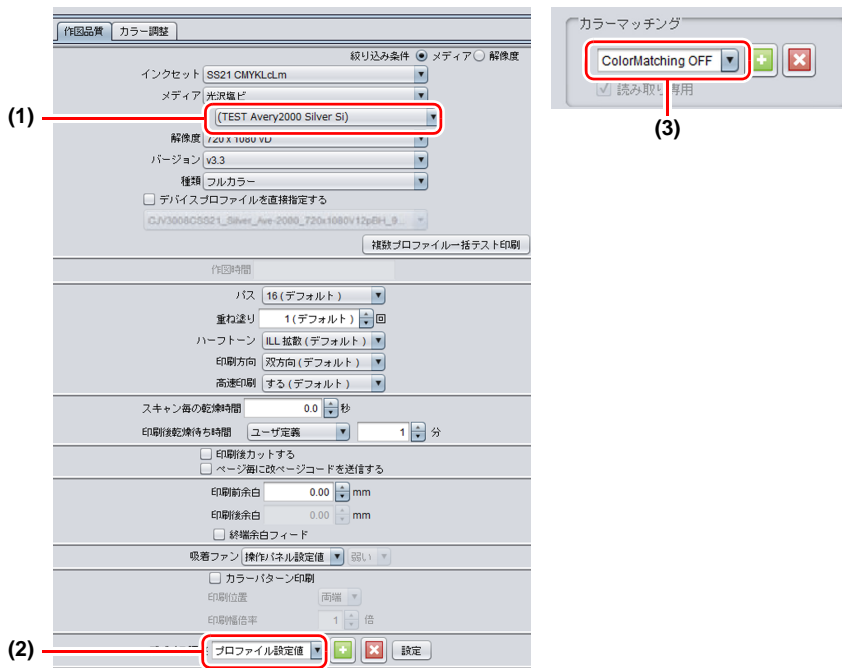 作図品質 カラー調整
絞り込み条件 メディア 解像度
インクセット SS21 CMYKLcLm
メディア 光沢塩ビ
(1)
(TEST Avery2000 Silver Si)
解像度 720 x 1080 VD
バージョン v3.3
種類 フルカラー
デバイスプロファイルを直接指定する
CJV3008CSS21_Silver_Ave-2000_720x1080V12pBH_9...
複数プロファイル一括テスト印刷
作図時間
パス 16 (デフォルト)
重ね塗り 1 (デフォルト) 回
ハーフトーン ILL 拡散 (デフォルト)
印刷方向 双方向 (デフォルト)
高速印刷 する (デフォルト)
スキャン毎の乾燥時間 0.0 秒
印刷後乾燥待ち時間 ユーザ定義 1 分
印刷後カットする
ページ毎に改ページコードを送信する
印刷前余白 0.00 mm
印刷後余白 0.00 mm
終端余白フィード
吸着ファン 操作パネル設定値 弱い
カラーパターン印刷
印刷位置 両端
印刷幅倍率 1 倍
(2)
プロファイル設定値 設定
カラーマッチング
ColorMatching OFF
読み取り専用
(3)